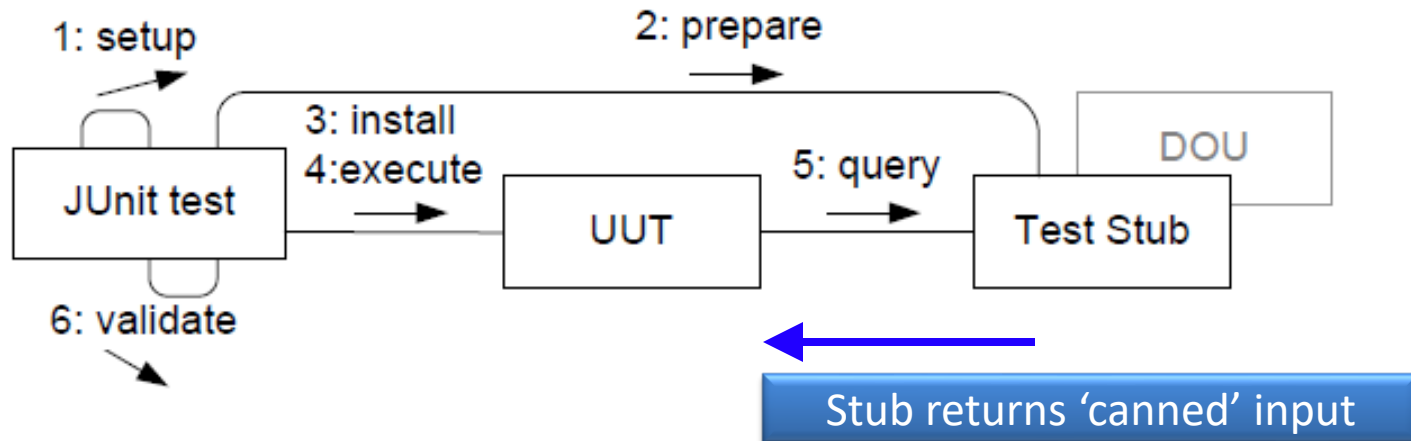 1: setup
2: prepare
3: install
4:execute
5: query
DOU
JUnit test
UUT
Test Stub
6: validate
Stub returns ‘canned’ input